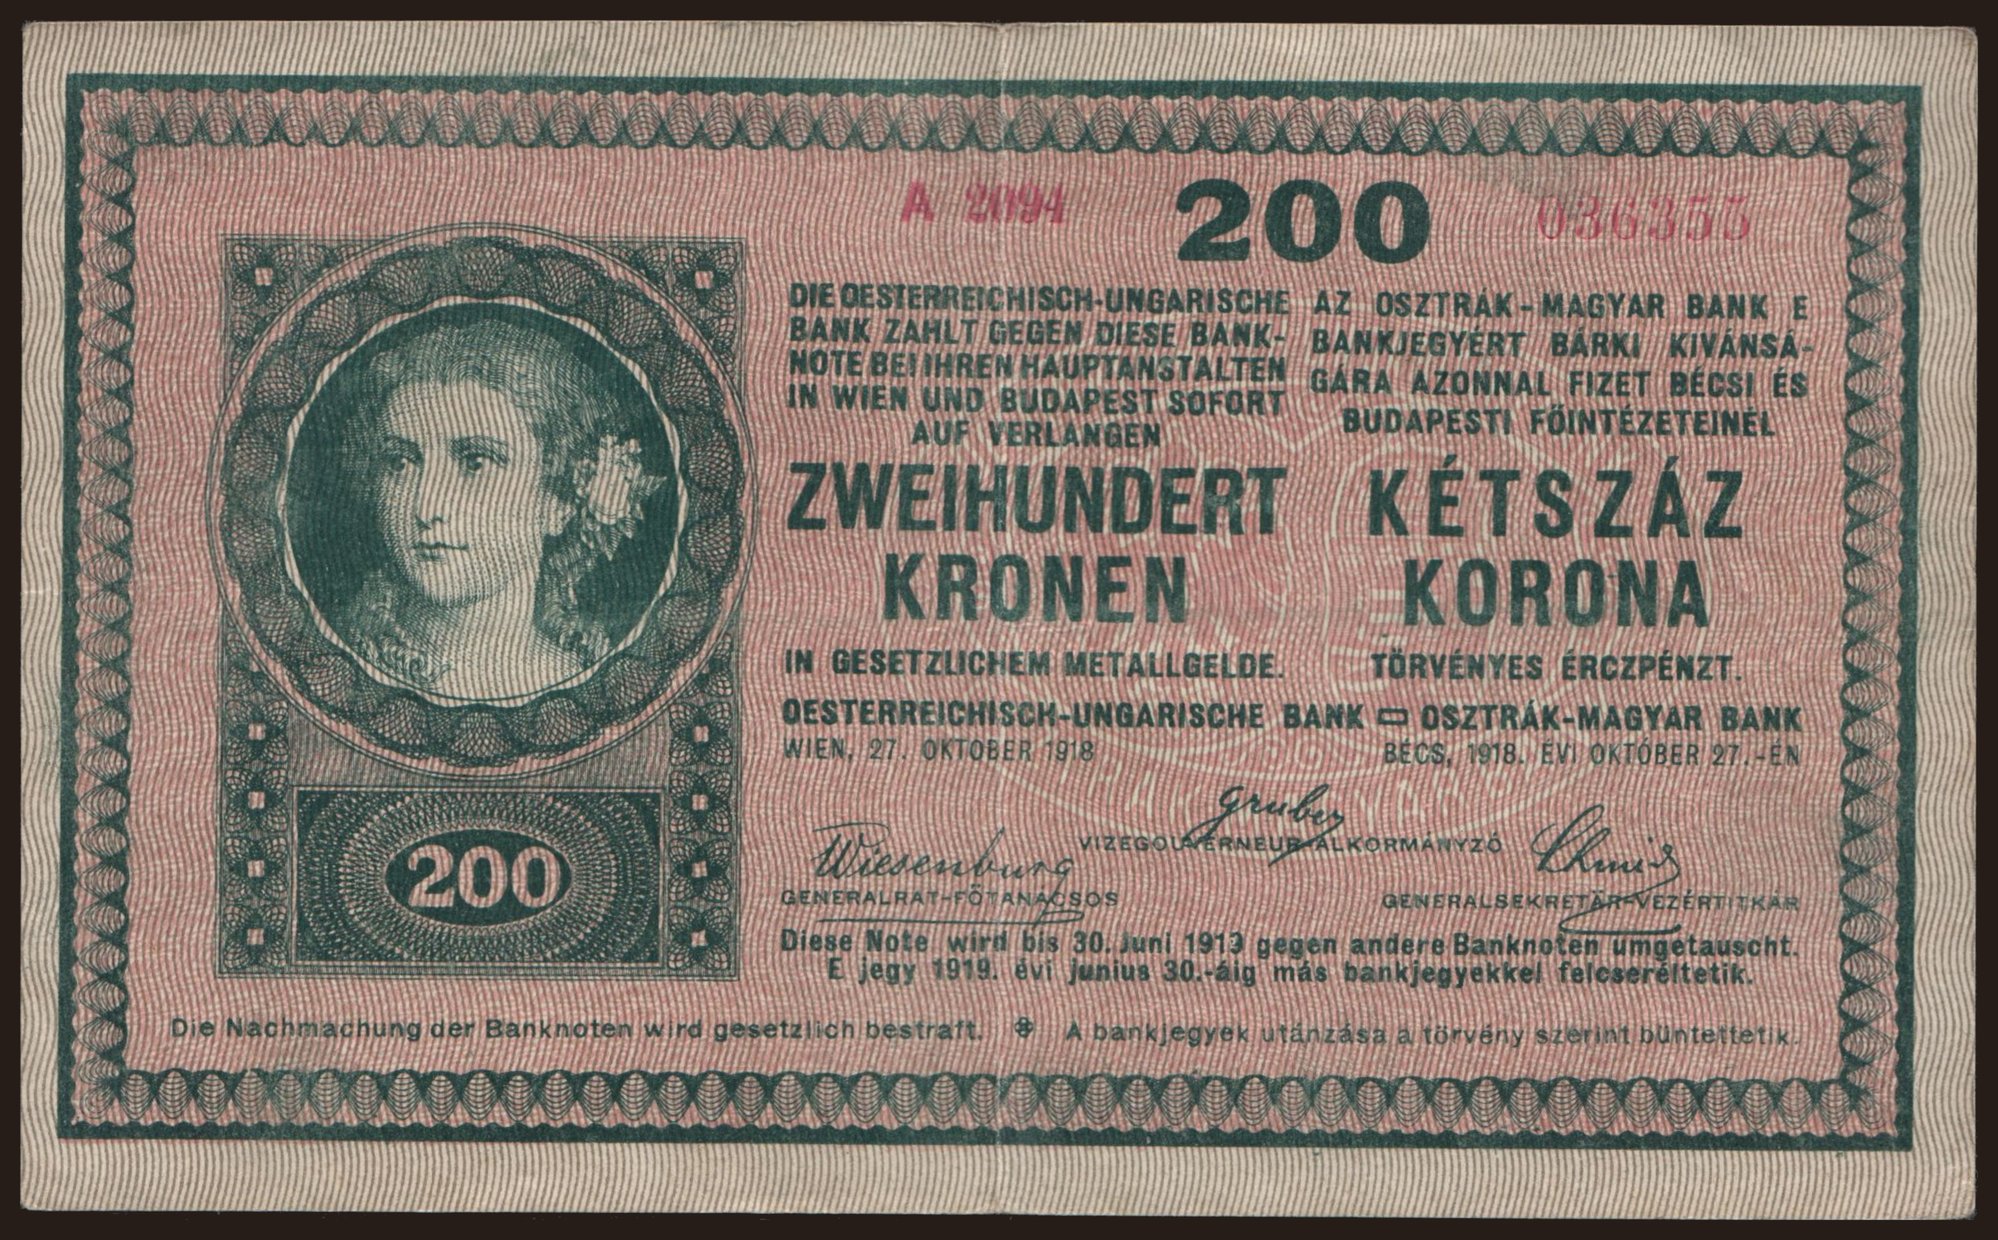 A 2094 200 036355
DIE OESTERREICHISCH-UNGARISCHE
BANK ZAHLT GEGEN DIESE BANK-
NOTE BEI IHREN HAUPTANSTALTEN
IN WIEN UND BUDAPEST SOFORT
AUF VERLANGEN
ZWEIHUNDERT
KRONEN
IN GESETZLICHEM METALLGELDE.
AZ OSZTRÁK-MAGYAR BANK E
BANKJEGYÉRT BÁRKI KIVÁNSÁ-
GÁRA AZONNAL FIZET BÉCSI ÉS
BUDAPESTI FŐINTÉZETEINÉL
KÉTSZÁZ
KORONA
TÖRVÉNYES ÉRCZPÉNZT.
OESTERREICHISCH-UNGARISCHE BANK OSZTRÁK-MAGYAR BANK
WIEN, 27. OKTOBER 1918
BÉCS, 1918. ÉVI OKTÓBER 27.-ÉN
Gruber
VIZEGOUVERNEUR-ALKORMÁNYZÓ
Wiesenburg
GENERALRAT-FŐTANÁCSOS
Schmid
GENERALSEKRETÄR-VEZÉRTITKÁR
200
Diese Note wird bis 30. Juni 1919 gegen andere Banknoten umgetauscht.
E jegy 1919. évi junius 30.-áig más bankjegyekkel felcseréltetik.
Die Nachmachung der Banknoten wird gesetzlich bestraft. A bankjegyek utánzása a törvény szerint büntettetik.